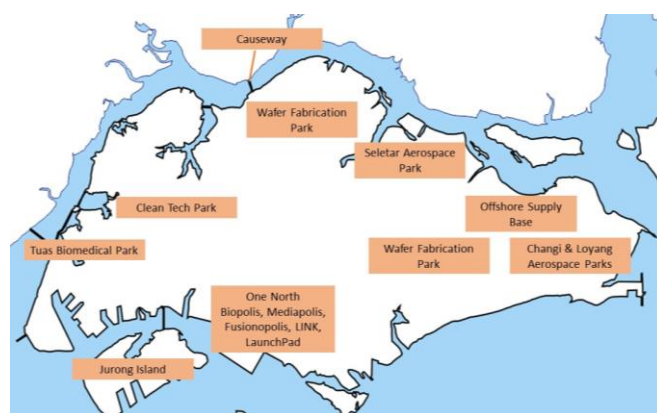 Causeway
Wafer Fabrication
Park
Seletar Aerospace
Park
Clean Tech Park
Offshore Supply
Base
Tuas Biomedical Park
Wafer Fabrication
Park
Changi & Loyang
Aerospace Parks
One North
Biopolis, Mediapolis,
Fusionopolis, LINK,
LaunchPad
Jurong Island